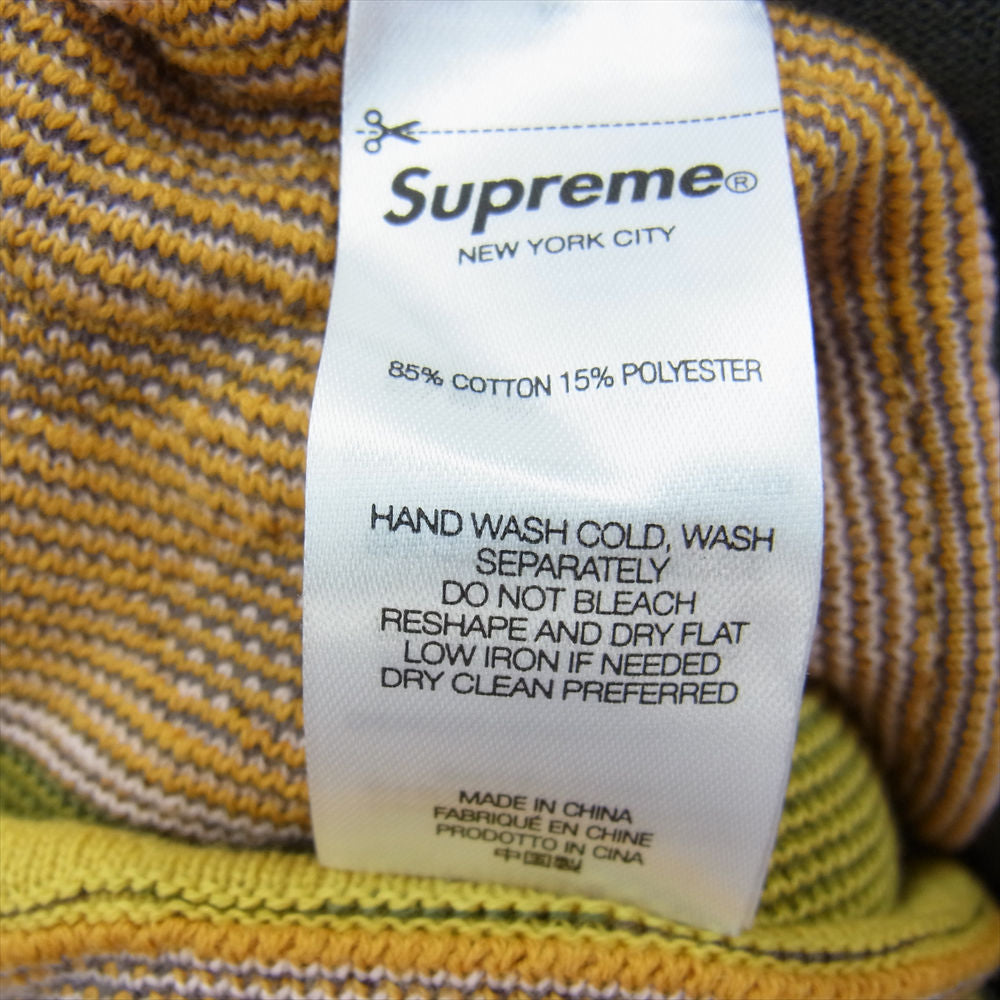 Supreme®
NEW YORK CITY
85% COTTON 15% POLYESTER
HAND WASH COLD, WASH
SEPARATELY
DO NOT BLEACH
RESHAPE AND DRY FLAT
LOW IRON IF NEEDED
DRY CLEAN PREFERRED
MADE IN CHINA
FABRIQUÉ EN CHINE
PRODOTTO IN CINA
中国製